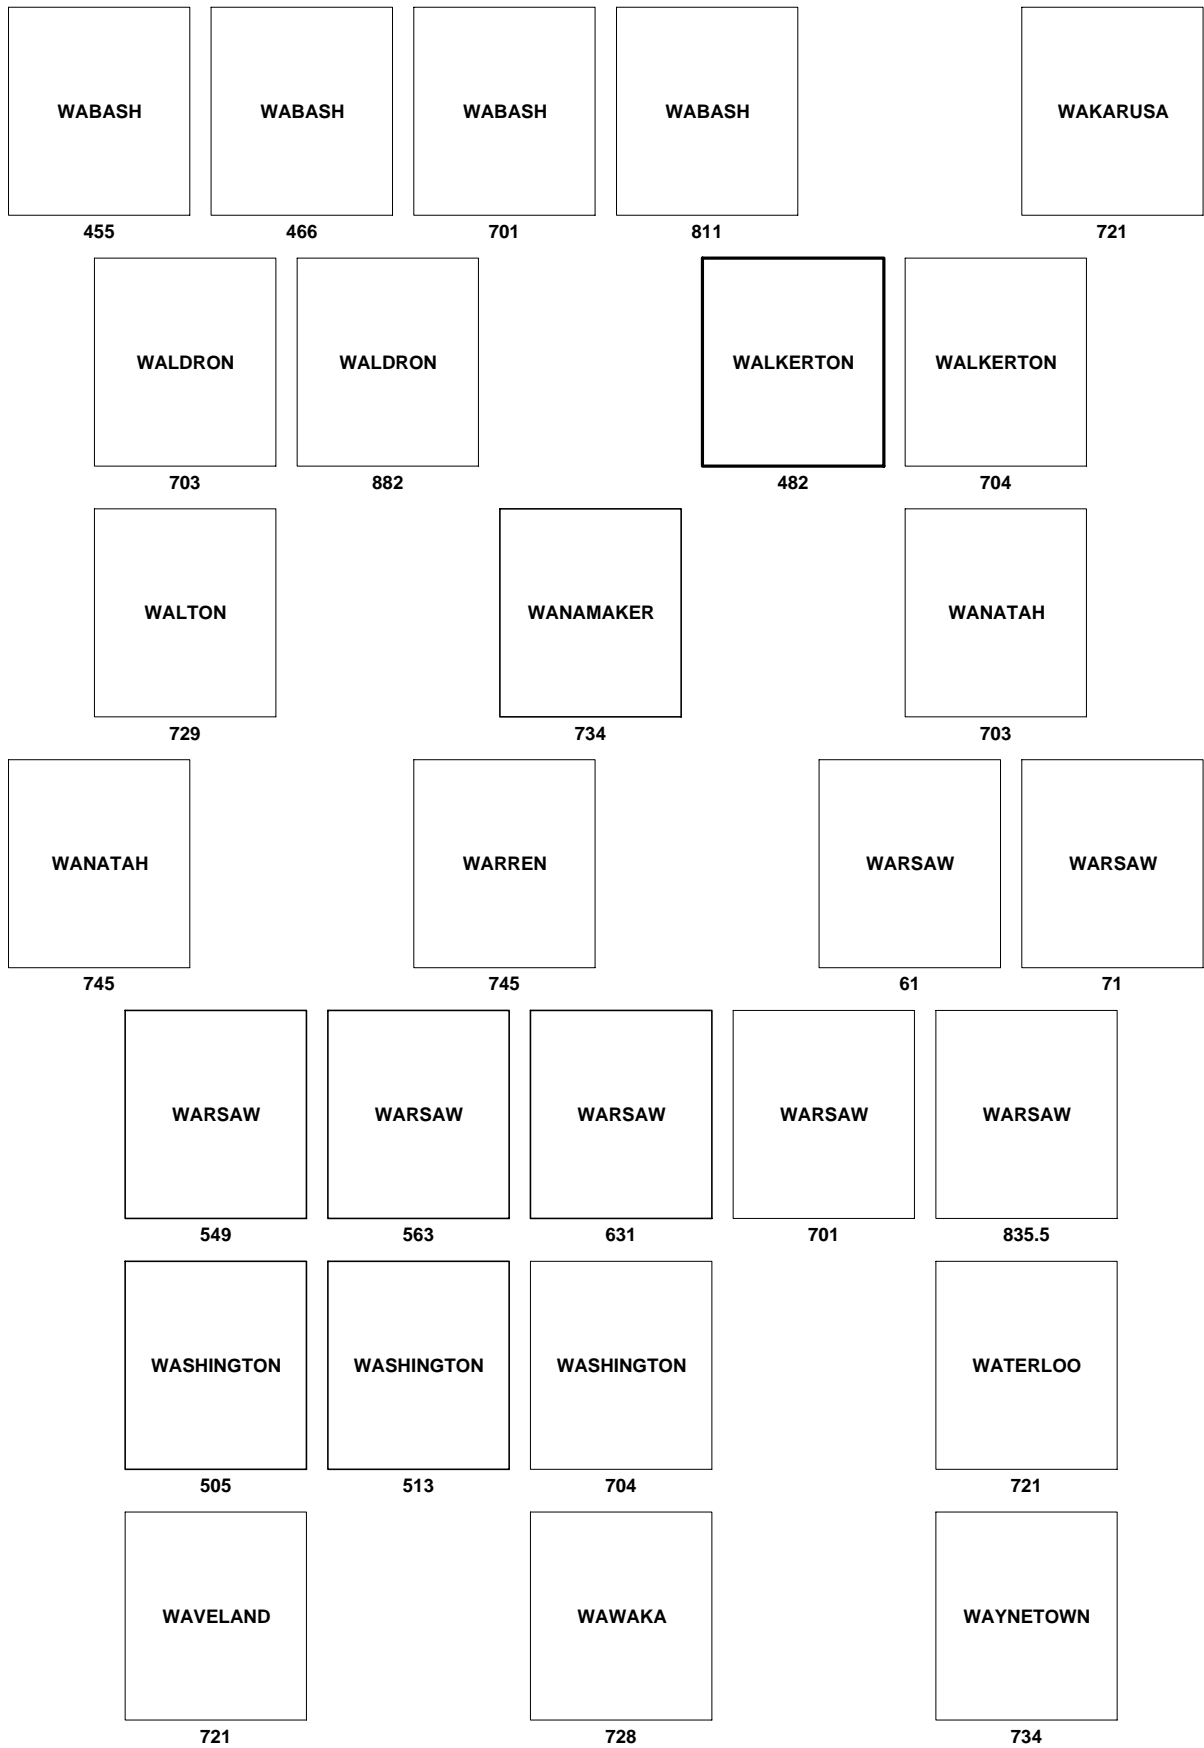 WABASH WABASH WABASH WABASH WAKARUSA
455 466 701 811 721
WALDRON WALDRON WALKERTON WALKERTON
703 882 482 704
WALTON WANAMAKER WANATAH
729 734 703
WANATAH WARREN WARSAW WARSAW
745 745 61 71
WARSAW WARSAW WARSAW WARSAW WARSAW
549 563 631 701 835.5
WASHINGTON WASHINGTON WASHINGTON WATERLOO
505 513 704 721
WAVELAND WAWAKA WAYNETOWN
721 728 734